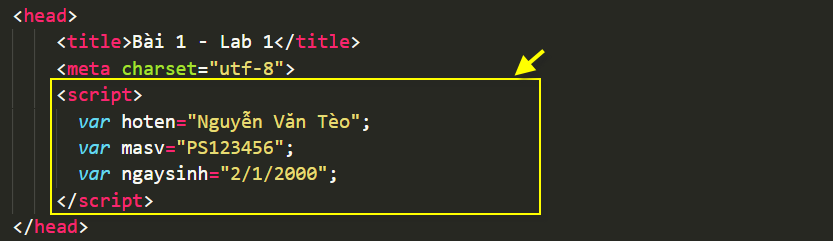 <head>
<title>Bài 1 - Lab 1</title>
<meta charset="utf-8">
<script>
var hoten="Nguyễn Văn Tèo";
var masv="PS123456";
var ngaysinh="2/1/2000";
</script>
</head>